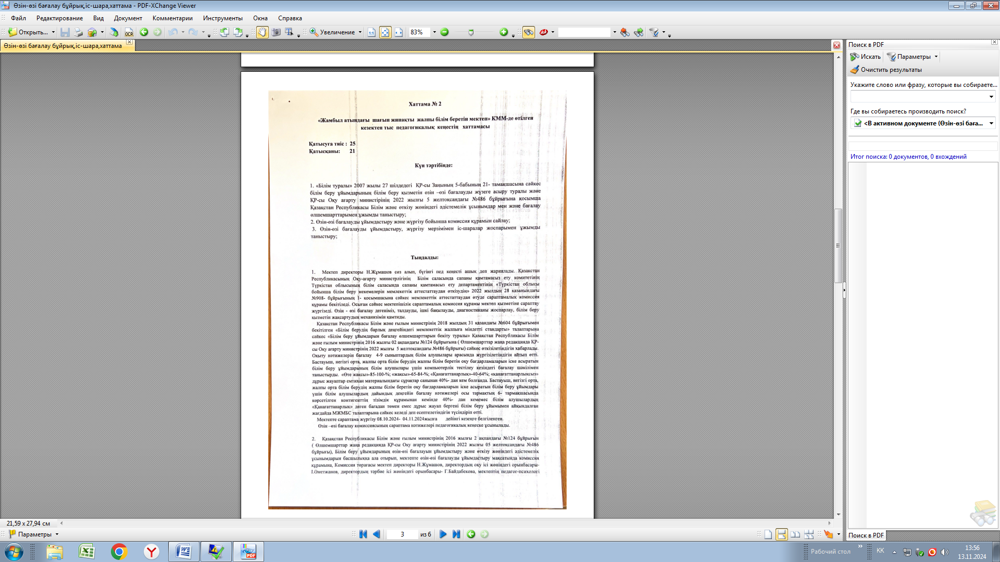 Өзін-өзі бағалау бұйрық,іс-шара,хаттама - PDF-XChange Viewer
Файл Редактирование Вид Документ Комментарии Инструменты Окна Справка
Открыть... OCR Увеличение 83% Ask
Өзін-өзі бағалау бұйрық,іс-шара,хаттама
Хаттама № 2
«Жамбыл атындағы шағын жинақты жалпы білім беретін мектеп» КММ-де өтілген
кезектен тыс педагогикалық кеңестің хаттамасы
Қатысуға тиіс : 25
Қатысқаны: 21
Күн тәртібінде:
1. «Білім туралы» 2007 жылы 27 шілдедегі ҚР-сы Заңының 5-бабының 21- тамақшасына сәйкес
білім беру ұйымдарының білім беру қызметін өзін –өзі бағалауды жүзеге асыру туралы және
ҚР-сы Оқу ағарту министірінің 2022 жылғы 5 желтоқсандағы №486 бұйрығына қосымша
Қазақстан Республикасы Білім және өткізу жөніндегі әдістемелік ұсынымдар мен және бағалау
өлшемшарттарымен ұжымды таныстыру;
2. Өзін-өзі бағалауды ұйымдастыру және жүргізу бойынша комиссия құрамын сайлау;
3. Өзін-өзі бағалауды ұйымдастыру, жүргізу мерзімімен іс-шаралар жоспарымен ұжымды
таныстыру;
Тыңдалды:
1. Мектеп директоры Н.Жұмашов сөз алып, бүгінгі пед кеңесті ашық деп жариялады. Қазақстан
Республикасының Оқу-ағарту министрлігінің Білім саласында сапаны қамтамасыз ету комитетінің
Түркістан облысының білім саласында сапаны қамтамасыз ету департаментінің «Түркістан облысы
бойынша білім беру мекемелерін мемлекеттік аттестаттаудан өткізудің» 2022 жылдың 28 қазанындағы
№908- бұйрығының 1- қосымшасына сәйкес мемлекеттік аттестаттаудан өтуде сараптамалық комиссия
құрамы бекітіледі. Осыған сәйкес мектепішілік сараптамалық комиссия құрамы мектеп қызметіне сараптау
жүргізеді. Өзін - өзі бағалау дегеніміз, талдауды, ішкі бақылауды, диагностиканы жоспарлау, білім беру
қызметін жақсартудың механизімін қамтиды.
Қазақстан Республикасы Білім және ғылым министрінің 2018 жылдың 31 қазандағы №604 бұйрығымен
бекітілген «Білім берудің барлық деңгейіндегі мемлекеттік жалпыға міндетті стандарты» талаптарына
сәйкес «Білім беру ұйымдарын бағалау өлшемшарттарын бекіту туралы» Қазақстан Республикасы Білім
және ғылым министрінің 2016 жылғы 02 ақпандағы №124 бұйрығына ( Өлшемшарттар жаңа редакцияда ҚР-
сы Оқу ағарту министрінің 2022 жылғы 5 желтоқсандағы №486 бұйрығы) сәйкес өткізілетіндігін хабарлады.
Оқыту нәтижелерін бағалау 4-9 сыныптардың білім алушылары арасында жүргізілетіндігін айтып өтті.
Бастауыш, негізгі орта, жалпы орта білім берудің жалпы білім беретін оқу бағдарламаларын іске асыратын
білім беру ұйымдарының білім алушылары үшін компьютерлік тестілеу кезіндегі бағалау шәкілімен
таныстырды. «Өте жақсы»-85-100-%; «жақсы»-65-84-%; «Қанағаттанарлық»-40-64%; «қанағаттанарлықсыз»
дұрыс жауаптар емтихан материалындағы сұрақтар санынан 40%- дан кем болғанда. Бастауыш, негізгі орта,
жалпы орта білім берудің жалпы білім беретін оқу бағдарламаларын іске асыратын білім беру ұйымдары
үшін білім алушылардың дайындық деңгейін бағалау нәтижелері осы тармақтың 6- тармақшасында
көрсетілген контигенттің тізімдік құрамынан кемінде 40%- дан кемемес білім алушылардың
«Қанағаттанарлық» деген бағадан төмен емес дұрыс жауап бергені білім беру ұйымымен айқындалған
жағдайда МЖМБС талаптарына сәйкес келеді деп есептелетіндігін түсіндіріп өтті.
Мектепте сараптама жүргізу 08.10.2024- 04.11.2024жылға дейінгі кезеңге белгіленген.
Өзін –өзі бағалау комиссиясының сараптама нәтижелері педагогикалық кеңеске ұсынылады.
2. Қазақстан Республикасы Білім және ғылым министрінің 2016 жылғы 2 ақпандағы №124 бұйрығын
( Өлшемшарттар жаңа редакцияда ҚР-сы Оқу ағарту министірінің 2022 жылғы 05 желтоқсандағы №486
бұйрығы), Білім беру ұйымдарының өзін-өзі бағалауын ұйымдастыру және өткізу жөніндегі әдістемелік
ұсынымдарын басшылыққа ала отырып, мектепте өзін-өзі бағалауды ұйымдастыру мақсатында комиссия
құрамына, Комиссия төрағасы мектеп директоры Н.Жұмашов, директордың оқу ісі жөніндегі орынбасары-
І.Әметжанов, директордың тәрбие ісі жөніндегі орынбасары- Г.Байдабекова, мектептің педагог-психологі
Поиск в PDF
Искать Параметры
Очистить результаты
Укажите слово или фразу, которые вы собираете...
Где вы собираетесь производить поиск?
<В активном документе (Өзін-өзі баға...
Итог поиска: 0 документов, 0 вхождений
21,59 x 27,94 см
Параметры 3 из 6 Поиск в PDF
Рабочий стол KK 13:56
13.11.2024